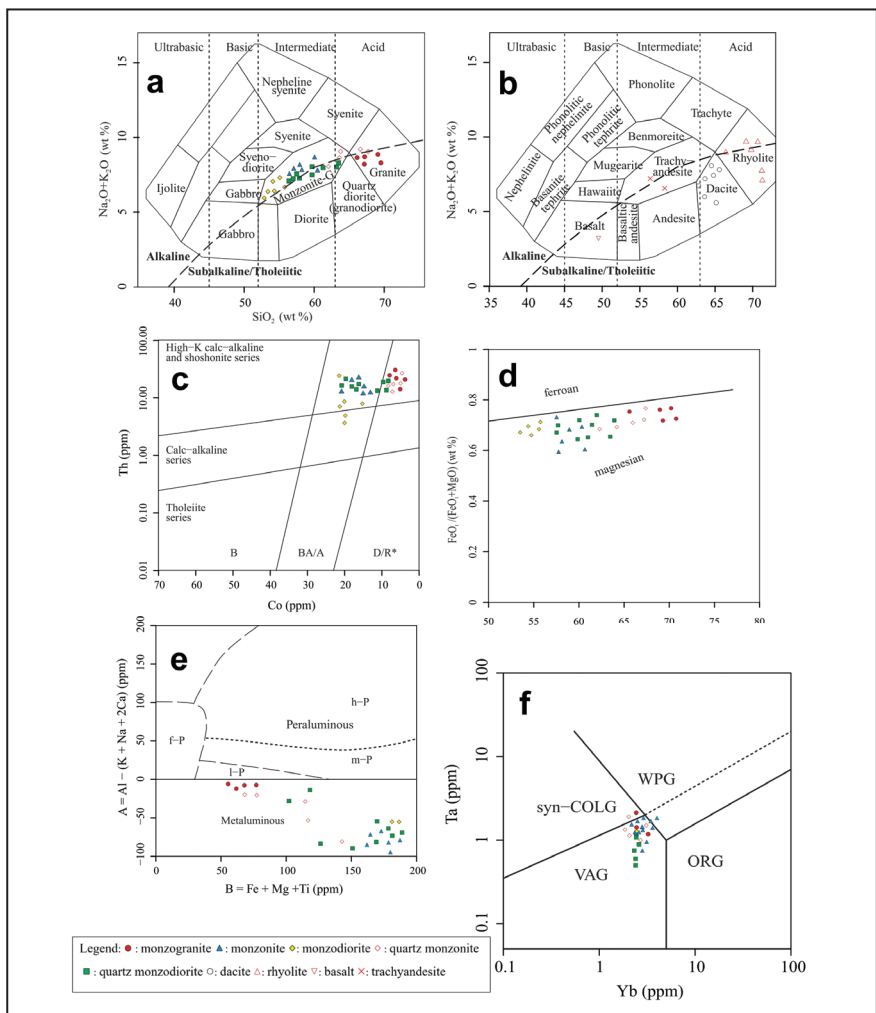 Ultrabasic
Basic
Intermediate
Acid
a
Nepheline
syenite
Syenite
Syenite
Syeno-
diorite
Ijolite
Gabbro
Monzonite-G
Granite
Quartz
diorite
(granodiorite)
Diorite
Gabbro
Alkaline
Subalkaline/Tholeiitic
Na₂O+K₂O (wt %)
0
5
10
15
40
50
60
70
SiO₂ (wt %)
Ultrabasic
Basic
Intermediate
Acid
b
Phonolite
Phonolitic
nephelinite
Phonolitic
tephrite
Trachyte
Benmoreite
Nephelinite
Mugearite
Trachy-
andesite
Rhyolite
Basanite
tephrite
Hawaiite
Dacite
Basalt
Basaltic
andesite
Andesite
Alkaline
Subalkaline/Tholeiitic
Na₂O+K₂O (wt %)
0
5
10
15
35
40
45
50
55
60
65
70
High−K calc−alkaline
and shoshonite series
c
Calc−alkaline
series
Tholeiite
series
B
BA/A
D/R*
Th (ppm)
0.01
0.10
1.00
10.00
100.00
70
60
50
40
30
20
10
0
Co (ppm)
d
ferroan
magnesian
FeOₜ/(FeOₜ+MgO) (wt %)
0
0.2
0.4
0.6
0.8
1
50
55
60
65
70
75
80
e
h−P
Peraluminous
f−P
m−P
l−P
Metaluminous
A = Al − (K + Na + 2Ca) (ppm)
−100
−50
0
50
100
200
0
50
100
150
200
B = Fe + Mg +Ti (ppm)
f
WPG
syn−COLG
VAG
ORG
Ta (ppm)
0.1
1
10
100
0.1
1
10
100
Yb (ppm)
Legend: : monzogranite : monzonite : monzodiorite : quartz monzonite
: quartz monzodiorite : dacite : rhyolite : basalt : trachyandesite